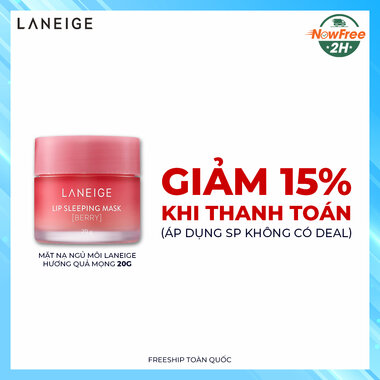 LANEIGE
NowFree
2H
LANEIGE
LIP SLEEPING MASK
[BERRY]
20g
MẶT NẠ NGỦ MÔI LANEIGE
HƯƠNG QUẢ MỌNG 20G
GIẢM 15%
KHI THANH TOÁN
(ÁP DỤNG SP KHÔNG CÓ DEAL)
FREESHIP TOÀN QUỐC